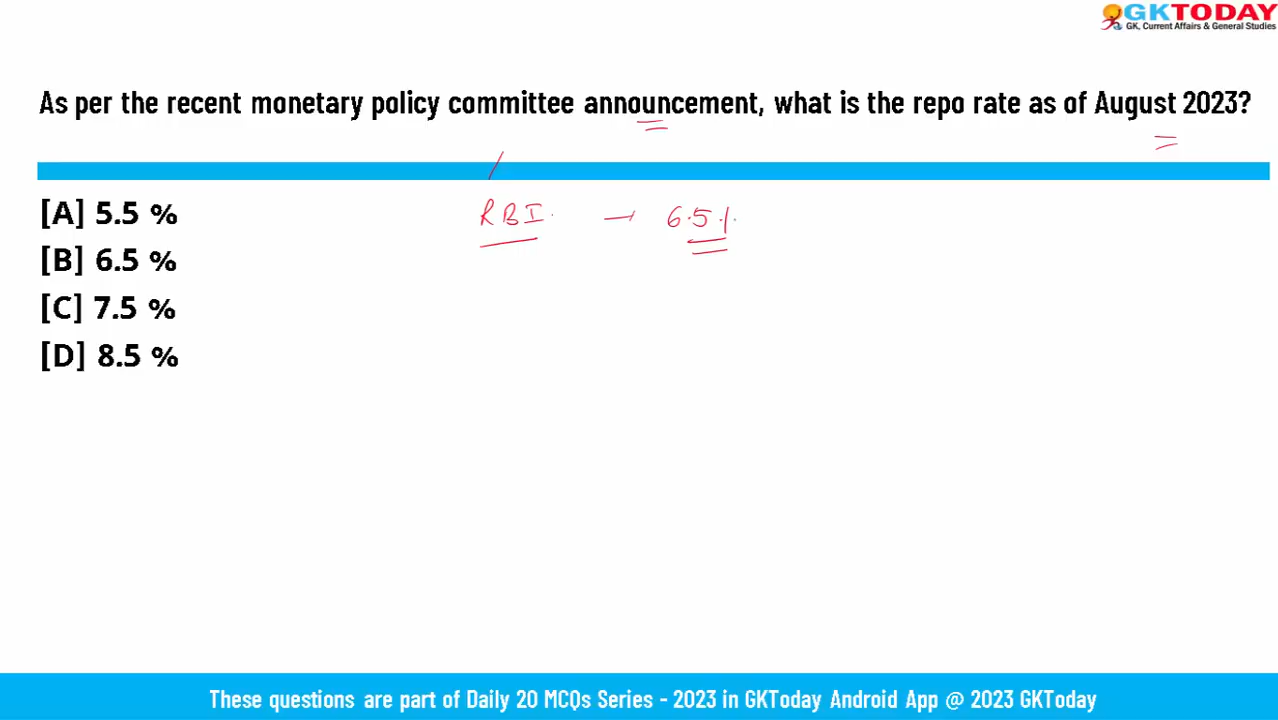 GKTODAY
GK, Current Affairs & General Studies
As per the recent monetary policy committee announcement, what is the repo rate as of August 2023?
[A] 5.5 %
RBI. → 6.5%.
[B] 6.5 %
[C] 7.5 %
[D] 8.5 %
These questions are part of Daily 20 MCQs Series - 2023 in GKToday Android App @ 2023 GKToday